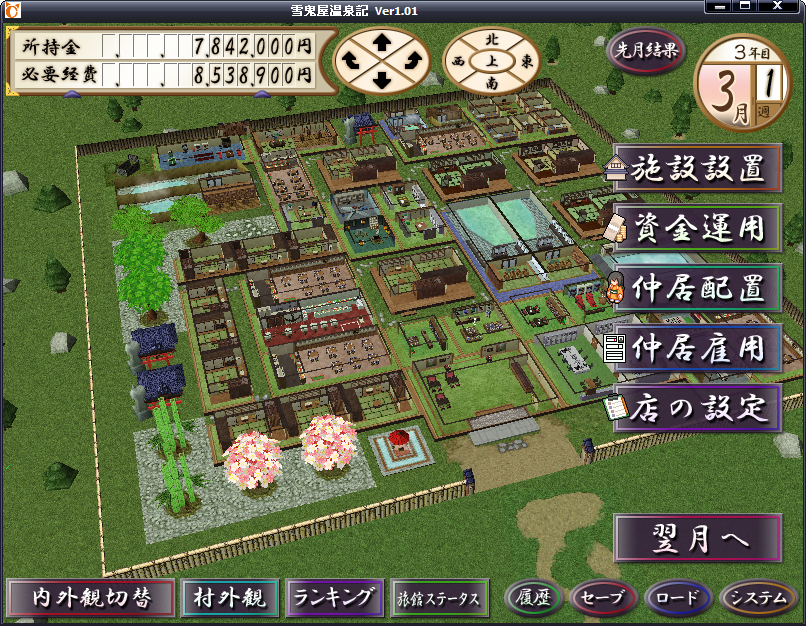 雪鬼屋温泉記 Ver1.01
所持金 7,842,000円
必要経費 8,538,900円
北
西 上 東
南
先月結果
3年目
3月 1週
施設設置
資金運用
仲居配置
仲居雇用
店の設定
翌月へ
内外観切替 村外観 ランキング 旅館ステータス 履歴 セーブ ロード システム